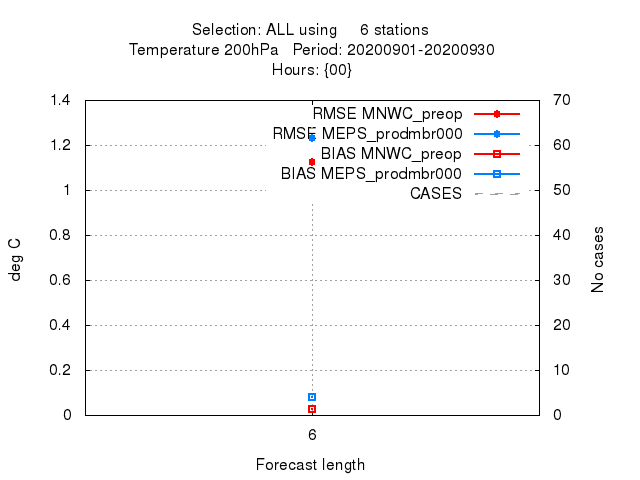 Selection: ALL using 6 stations
Temperature 200hPa Period: 20200901-20200930
Hours: {00}
1.4 70
RMSE MNWC_preop
RMSE MEPS_prodmbr000
1.2 60
BIAS MNWC_preop
BIAS MEPS_prodmbr000
1 50
CASES
0.8 40
deg C
No cases
0.6 30
0.4 20
0.2 10
0 0
6
Forecast length